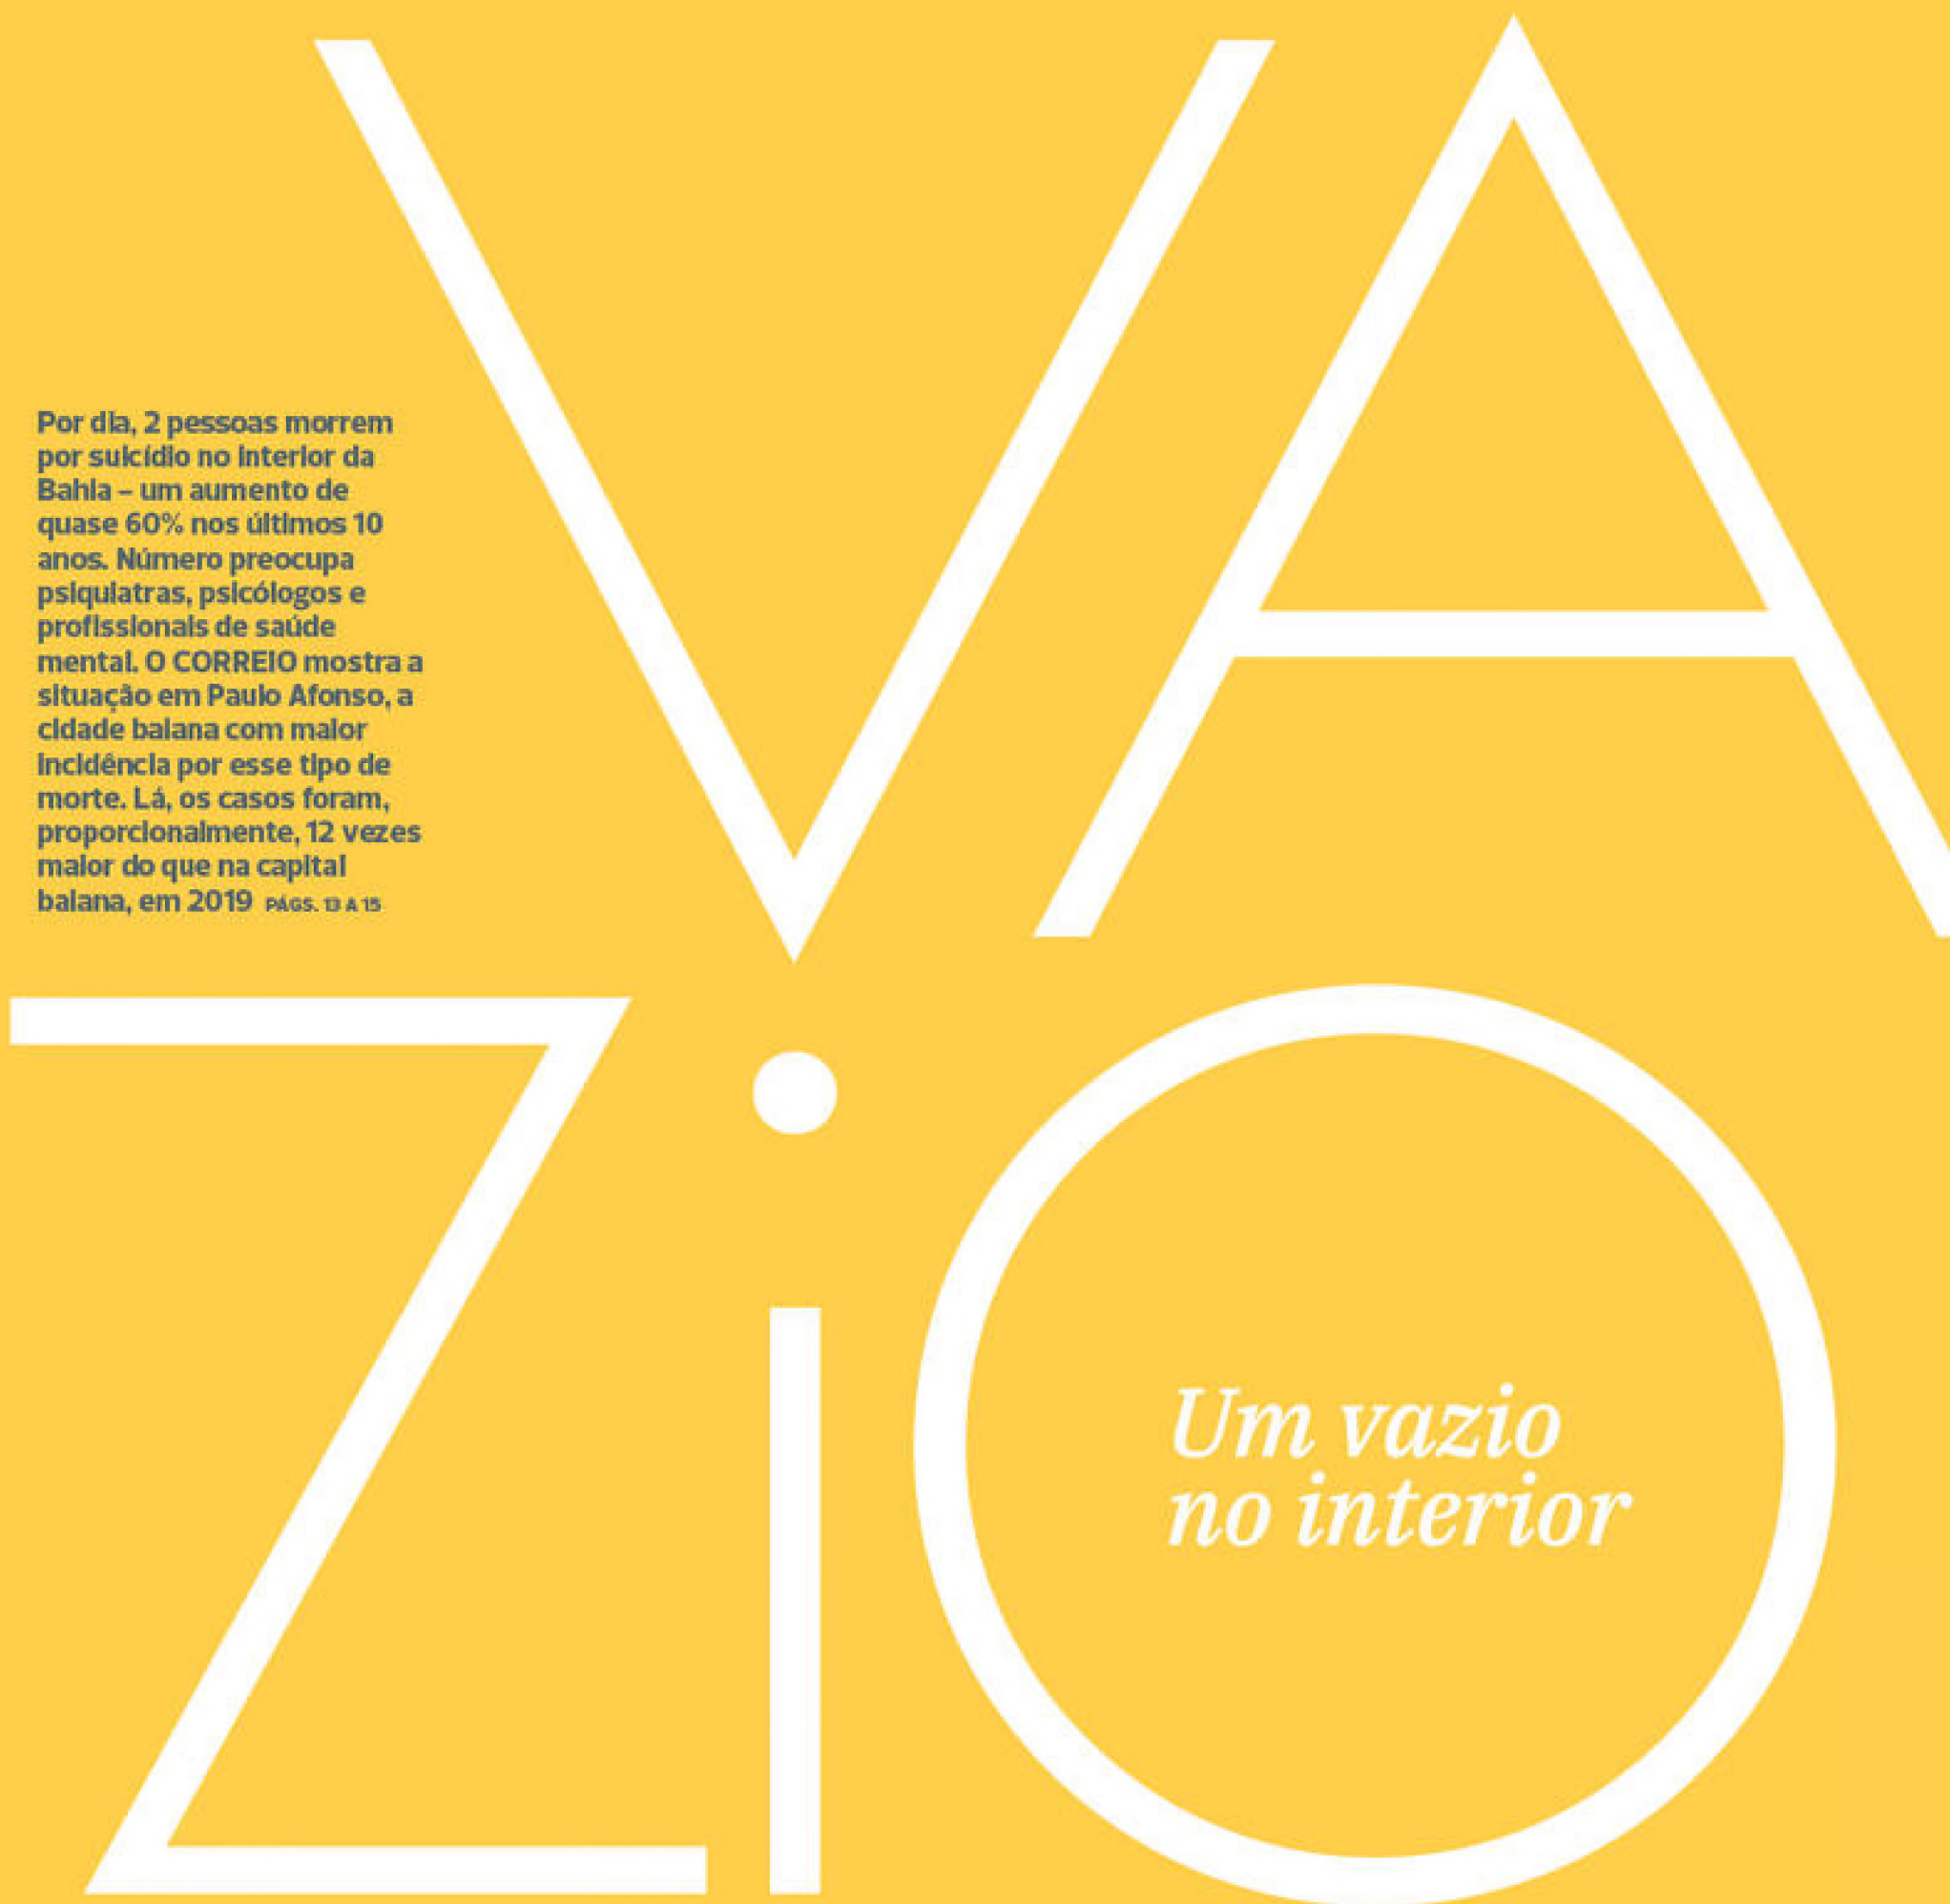 VA
Por dia, 2 pessoas morrem
por suicídio no interior da
Bahia – um aumento de
quase 60% nos últimos 10
anos. Número preocupa
psiquiatras, psicólogos e
profissionais de saúde
mental. O CORREIO mostra a
situação em Paulo Afonso, a
cidade baiana com maior
incidência por esse tipo de
morte. Lá, os casos foram,
proporcionalmente, 12 vezes
maior do que na capital
baiana, em 2019 PÁGS. 13 A 15
ZiO
Um vazio
no interior